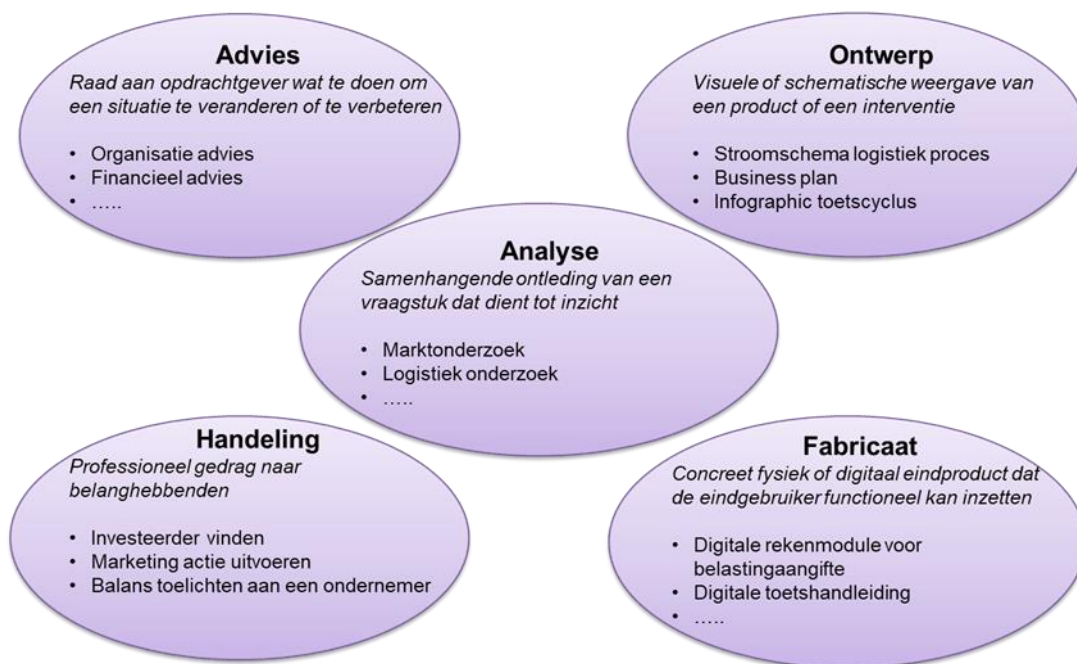 Advies
Raad aan opdrachtgever wat te doen om
een situatie te veranderen of te verbeteren
• Organisatie advies
• Financieel advies
• …..
Ontwerp
Visuele of schematische weergave van
een product of een interventie
• Stroomschema logistiek proces
• Business plan
• Infographic toetscyclus
Analyse
Samenhangende ontleding van een
vraagstuk dat dient tot inzicht
• Marktonderzoek
• Logistiek onderzoek
• …..
Handeling
Professioneel gedrag naar
belanghebbenden
• Investeerder vinden
• Marketing actie uitvoeren
• Balans toelichten aan een ondernemer
Fabricaat
Concreet fysiek of digitaal eindproduct dat
de eindgebruiker functioneel kan inzetten
• Digitale rekenmodule voor
belastingaangifte
• Digitale toetshandleiding
• …..